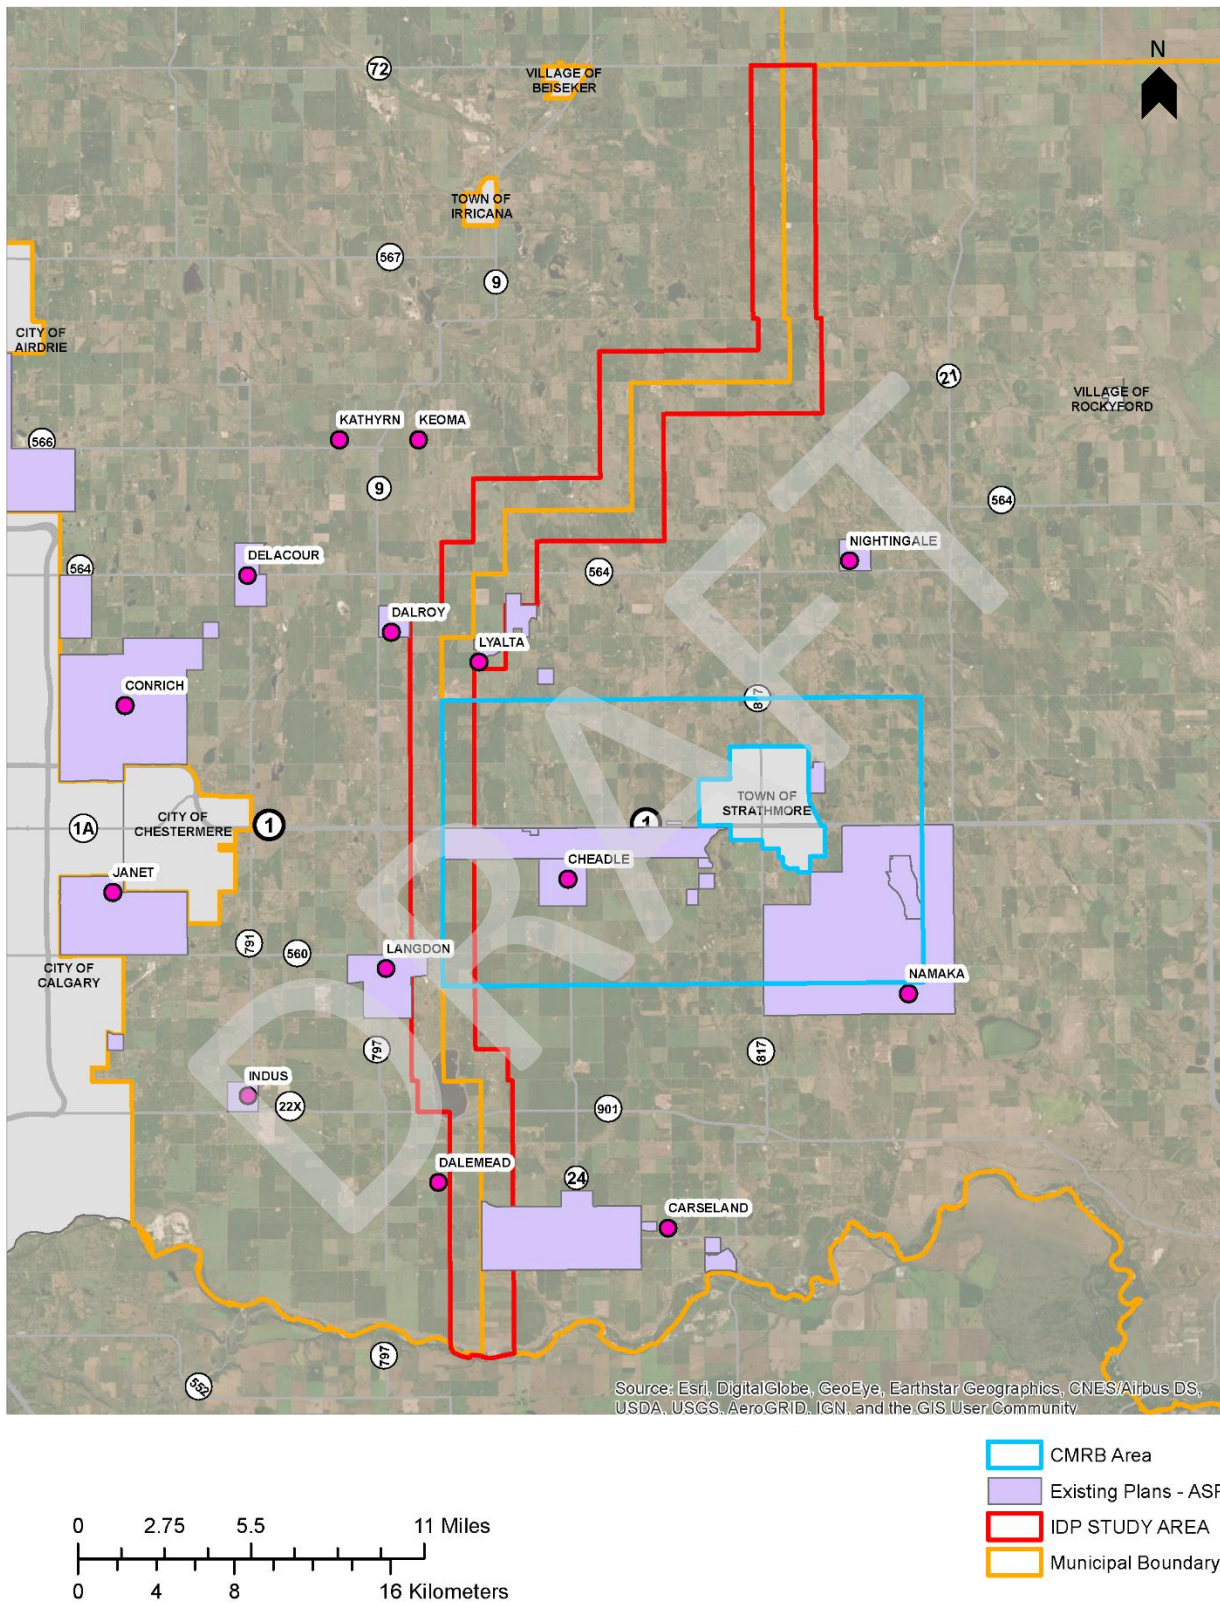 N
72
VILLAGE OF
BEISEKER
TOWN OF
IRRICANA
567
9
CITY OF
AIRDRIE
21
VILLAGE OF
ROCKYFORD
KATHYRN
KEOMA
566
9
564
NIGHTINGALE
DELACOUR
564
564
DALROY
LYALTA
CONRICH
817
TOWN OF
STRATHMORE
CITY OF
CHESTERMERE
1A
1
1
CHEADLE
JANET
791
560
LANGDON
CITY OF
CALGARY
NAMAKA
797
817
INDUS
22X
901
DALEMEAD
24
CARSELAND
797
552
DRAFT
Source: Esri, DigitalGlobe, GeoEye, Earthstar Geographics, CNES/Airbus DS,
USDA, USGS, AeroGRID, IGN, and the GIS User Community
CMRB Area
Existing Plans - ASP
IDP STUDY AREA
Municipal Boundary
0 2.75 5.5 11 Miles
0 4 8 16 Kilometers